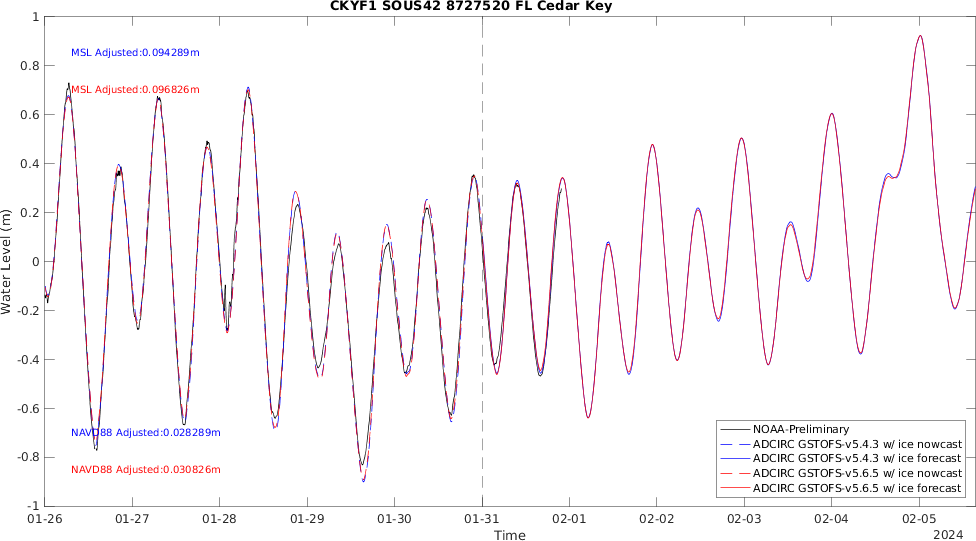 CKYF1 SOUS42 8727520 FL Cedar Key
1
0.8
0.6
0.4
0.2
0
-0.2
-0.4
-0.6
-0.8
-1
Water Level (m)
MSL Adjusted:0.094289m
MSL Adjusted:0.096826m
NAVD88 Adjusted:0.028289m
NAVD88 Adjusted:0.030826m
NOAA-Preliminary
ADCIRC GSTOFS-v5.4.3 w/ ice nowcast
ADCIRC GSTOFS-v5.4.3 w/ ice forecast
ADCIRC GSTOFS-v5.6.5 w/ ice nowcast
ADCIRC GSTOFS-v5.6.5 w/ ice forecast
01-26 01-27 01-28 01-29 01-30 01-31 02-01 02-02 02-03 02-04 02-05
Time
2024